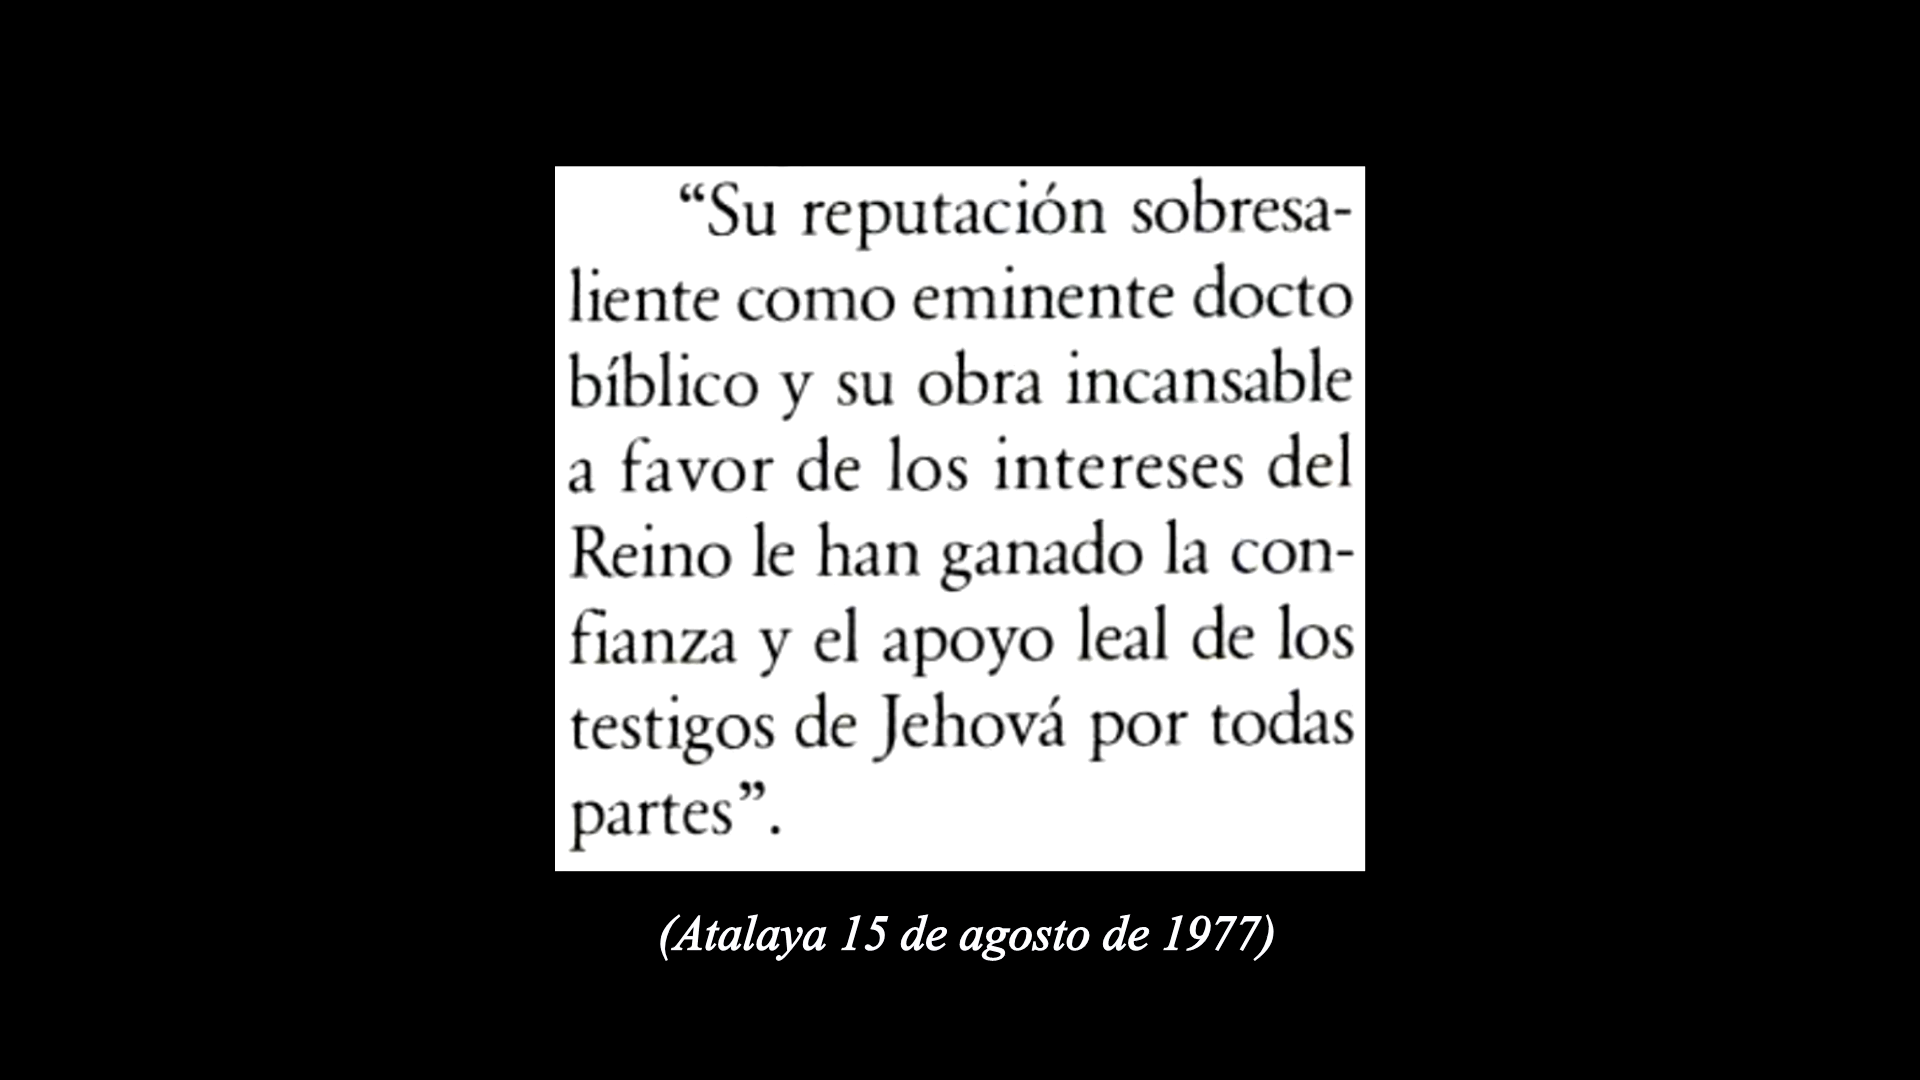 “Su reputación sobresa-
liente como eminente docto
bíblico y su obra incansable
a favor de los intereses del
Reino le han ganado la con-
fianza y el apoyo leal de los
testigos de Jehová por todas
partes”.
(Atalaya 15 de agosto de 1977)